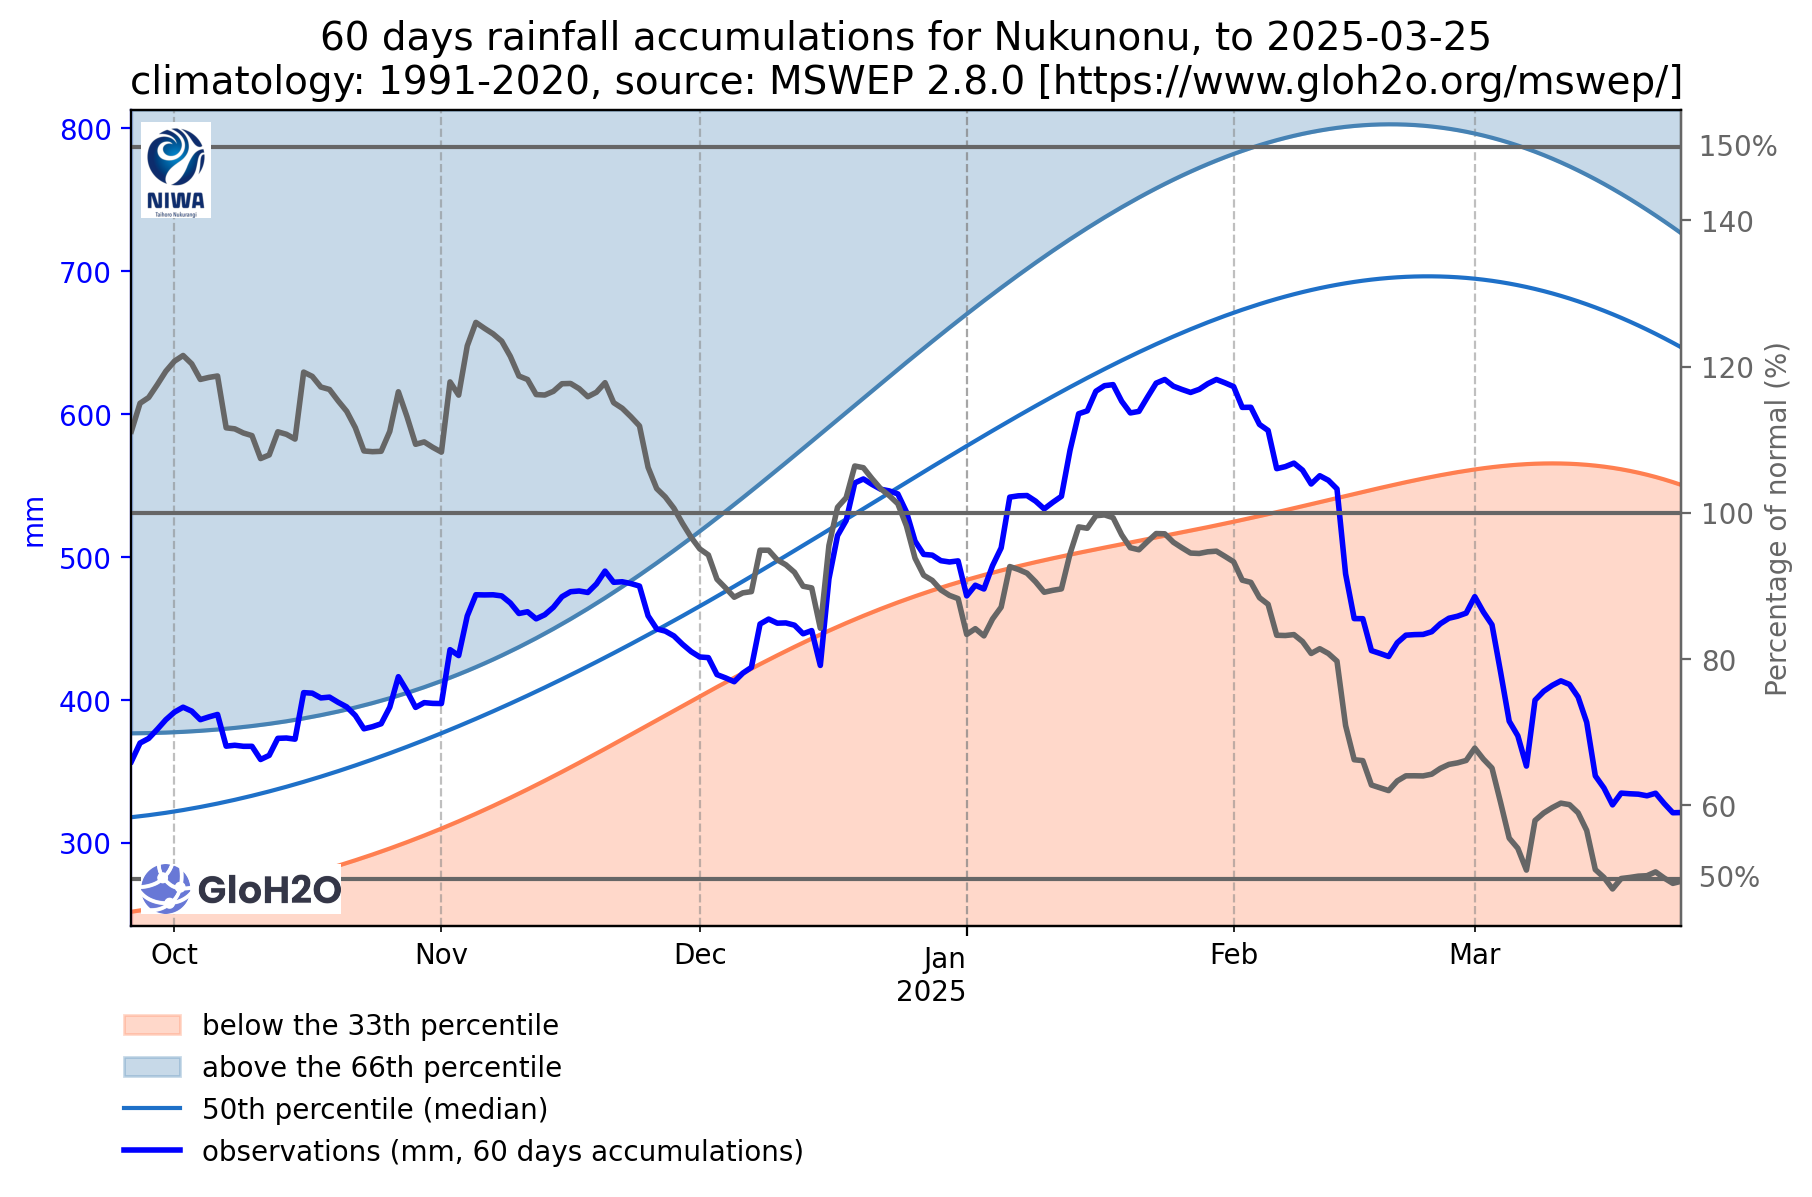 60 days rainfall accumulations for Nukunonu, to 2025-03-25
climatology: 1991-2020, source: MSWEP 2.8.0 [https://www.gloh2o.org/mswep/]
NIWA
Taihoro Nukurangi
800
700
600
500
400
300
mm
150%
140
120
100
80
60
50%
Percentage of normal (%)
GloH2O
Oct
Nov
Dec
Jan
2025
Feb
Mar
below the 33th percentile
above the 66th percentile
50th percentile (median)
observations (mm, 60 days accumulations)